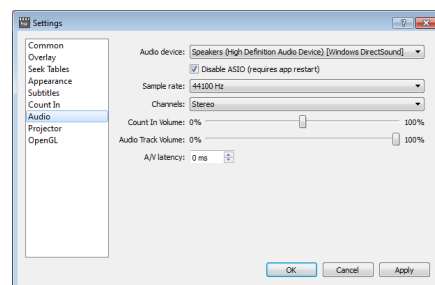 Settings
Common
Overlay
Seek Tables
Appearance
Subtitles
Count In
Audio
Projector
OpenGL
Audio device: Speakers (High Definition Audio Device) [Windows DirectSound]
Disable ASIO (requires app restart)
Sample rate: 44100 Hz
Channels: Stereo
Count In Volume: 0% 100%
Audio Track Volume: 0% 100%
A/V latency: 0 ms
OK Cancel Apply